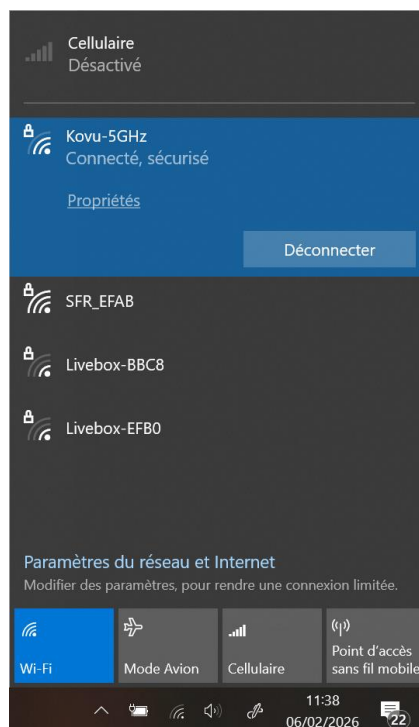 Cellulaire
Désactivé
Kovu-5GHz
Connecté, sécurisé
Propriétés
Déconnecter
SFR_EFAB
Livebox-BBC8
Livebox-EFB0
Paramètres du réseau et Internet
Modifier des paramètres, pour rendre une connexion limitée.
Wi-Fi
Mode Avion
Cellulaire
Point d'accès
sans fil mobile
11:38
06/02/2026
22